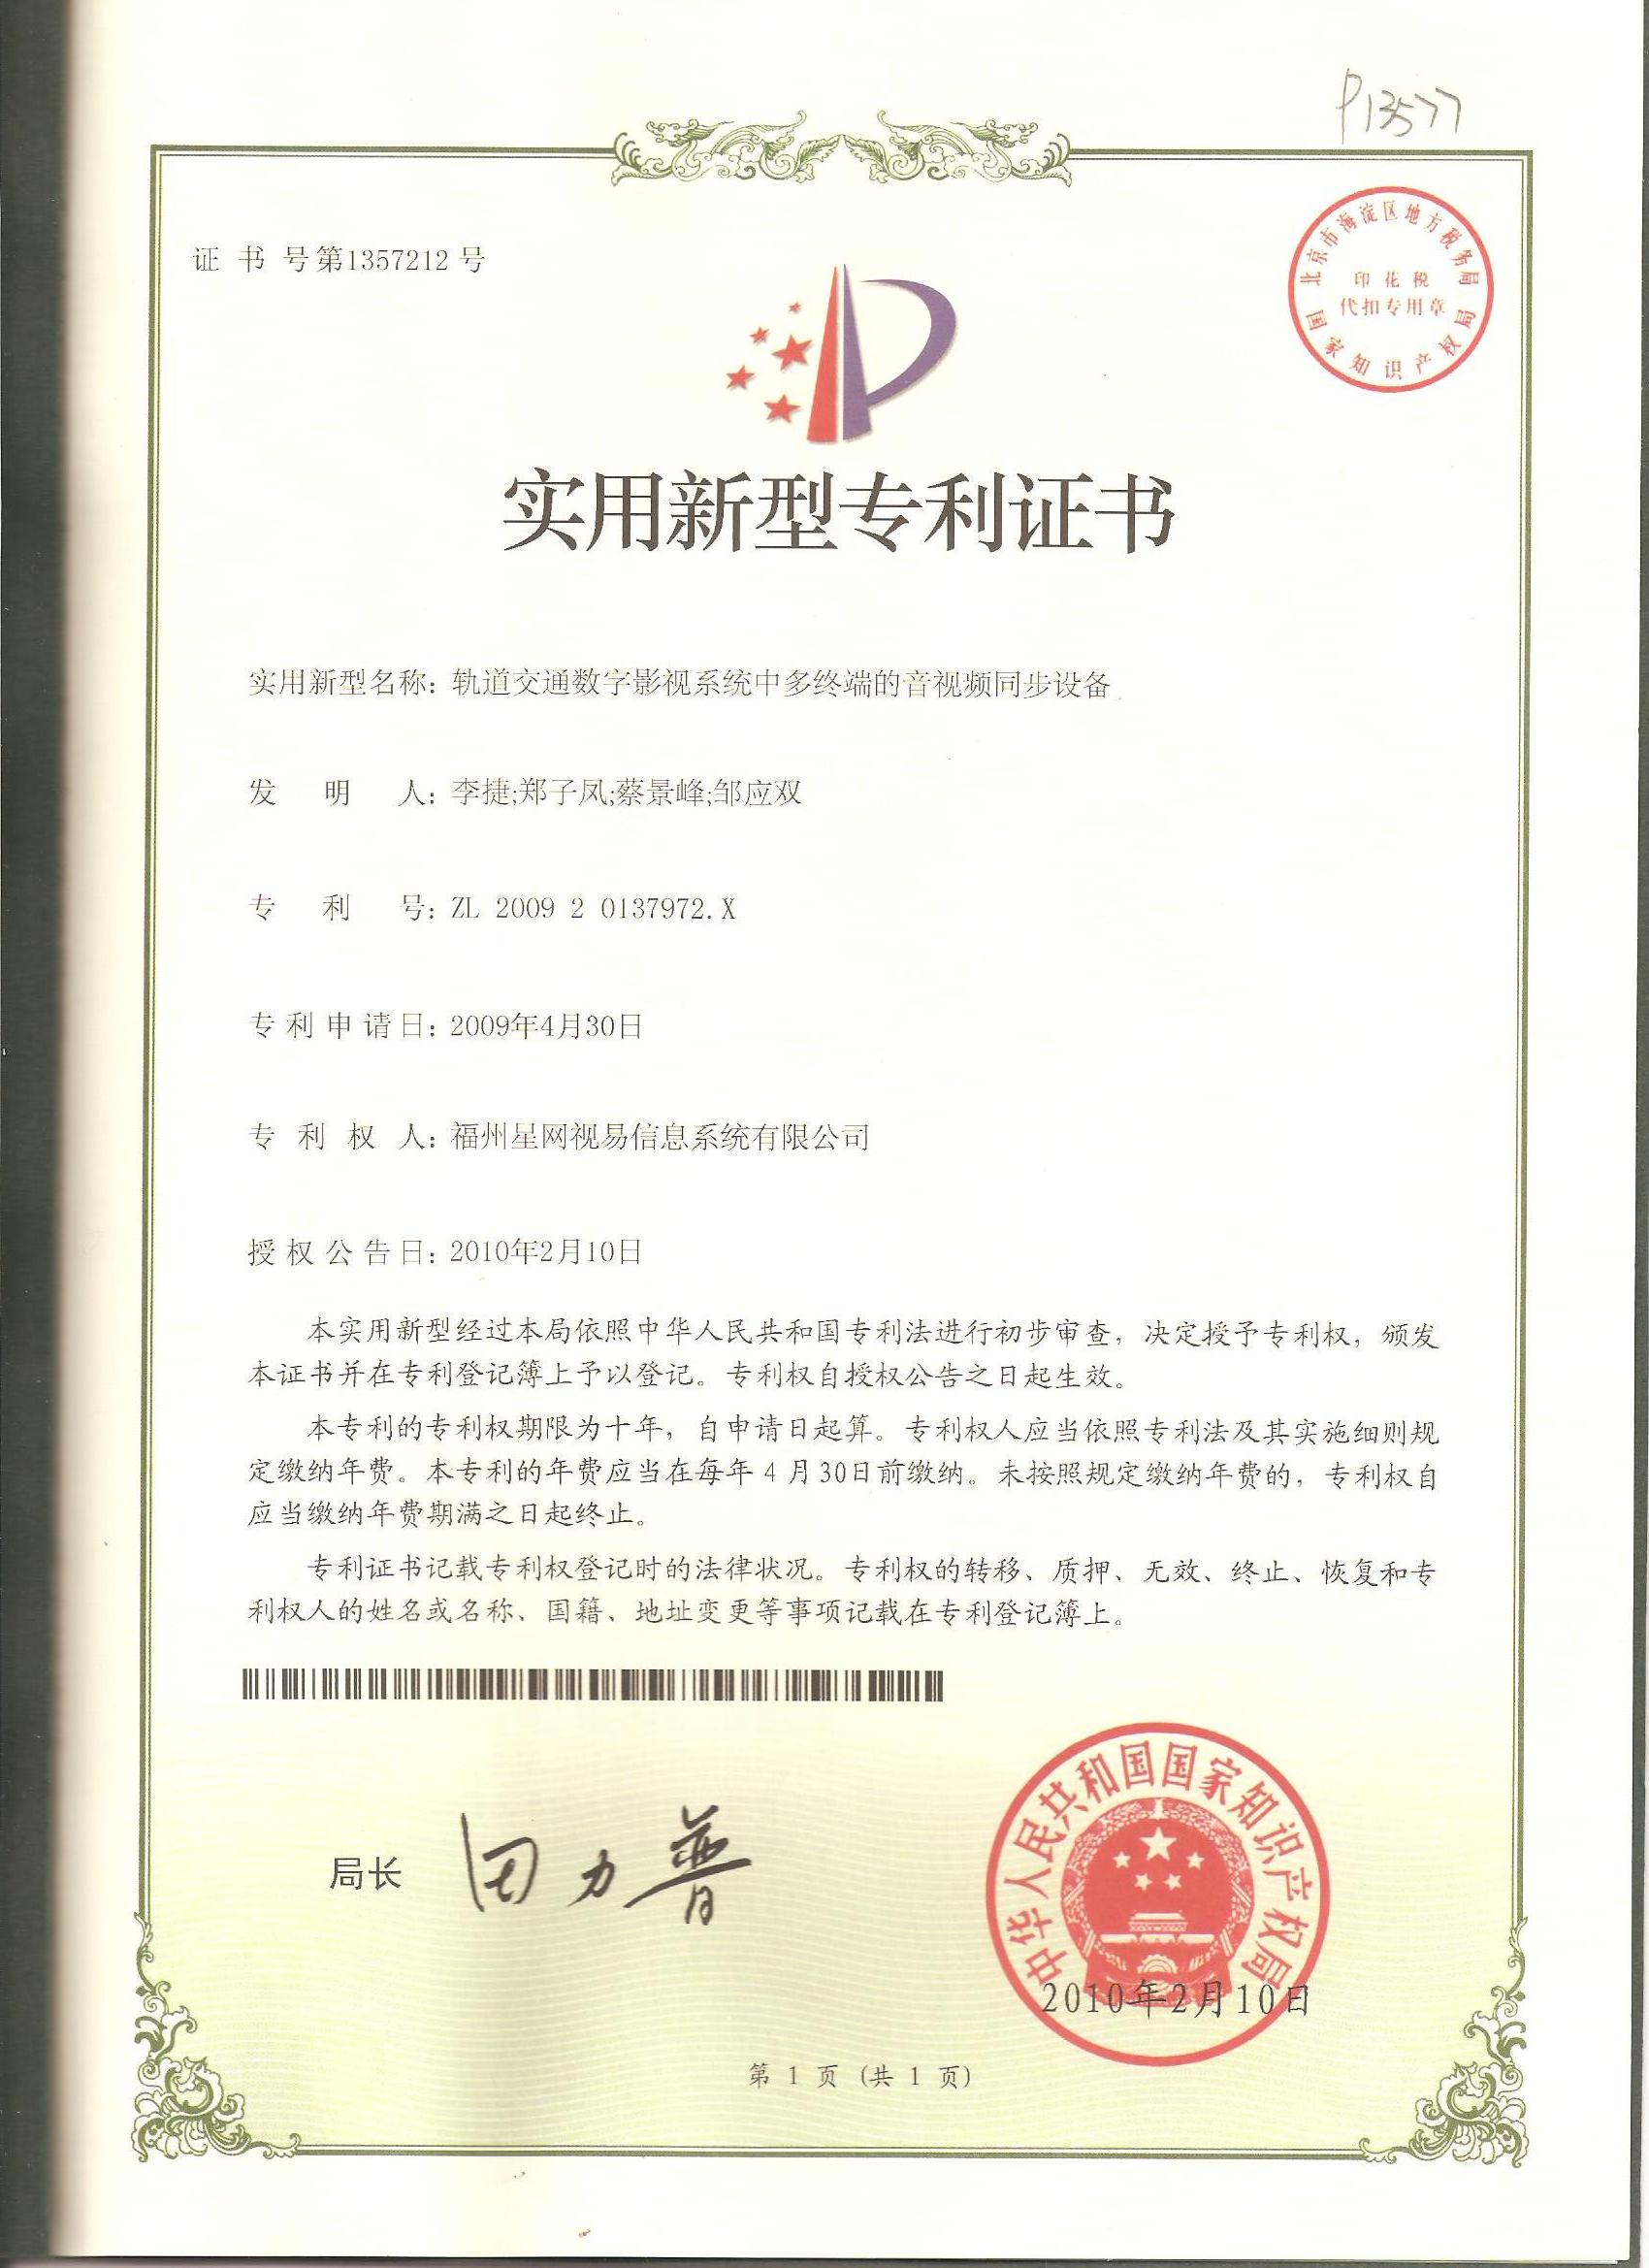 P13577
证书号第1357212号
北京市海淀区地方税务局
印花税
代扣专用章
国家知识产权局
实用新型专利证书
实用新型名称：轨道交通数字影视系统中多终端的音视频同步设备
发明人：李捷;郑子凤;蔡景峰;邹应双
专利号：ZL 2009 2 0137972.X
专利申请日：2009年4月30日
专利权人：福州星网视易信息系统有限公司
授权公告日：2010年2月10日
本实用新型经过本局依照中华人民共和国专利法进行初步审查，决定授予专利权，颁发
本证书并在专利登记簿上予以登记。专利权自授权公告之日起生效。
本专利的专利权期限为十年，自申请日起算。专利权人应当依照专利法及其实施细则规
定缴纳年费。本专利的年费应当在每年4月30日前缴纳。未按照规定缴纳年费的，专利权自
应当缴纳年费期满之日起终止。
专利证书记载专利权登记时的法律状况。专利权的转移、质押、无效、终止、恢复和专
利权人的姓名或名称、国籍、地址变更等事项记载在专利登记簿上。
局长 田力普
中华人民共和国国家知识产权局
2010年2月10日
第 1 页 (共 1 页)